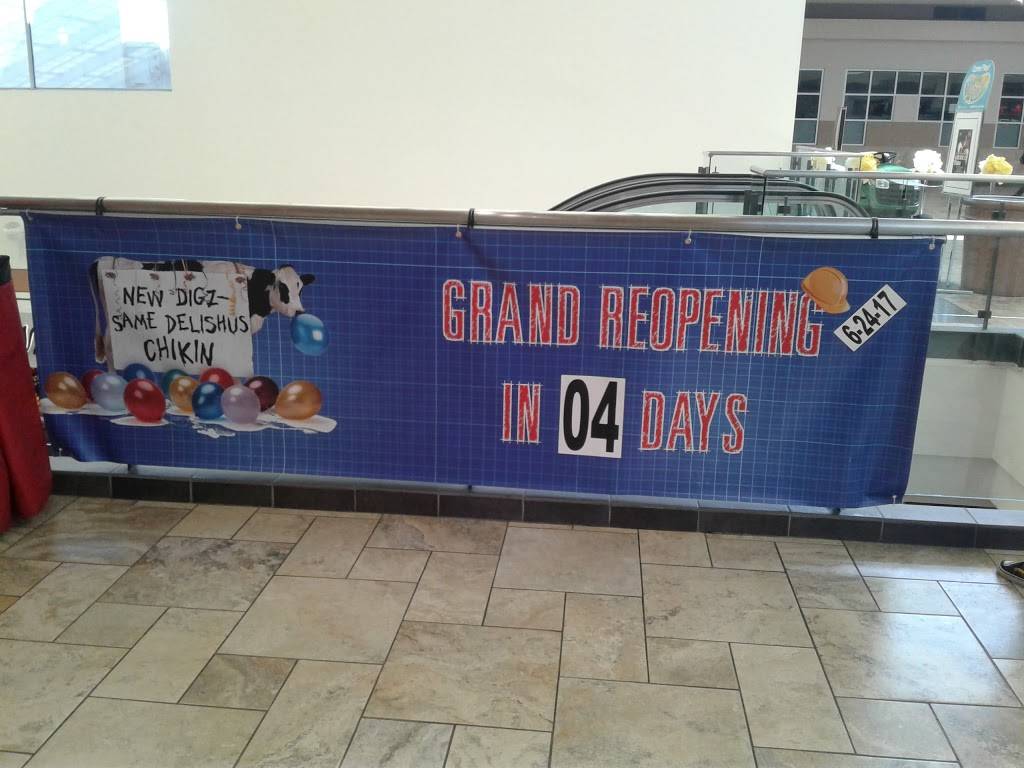 NEW DIGZ-
SAME DELISHUS
CHIKIN
GRAND REOPENING
6-24-17
IN 04 DAYS